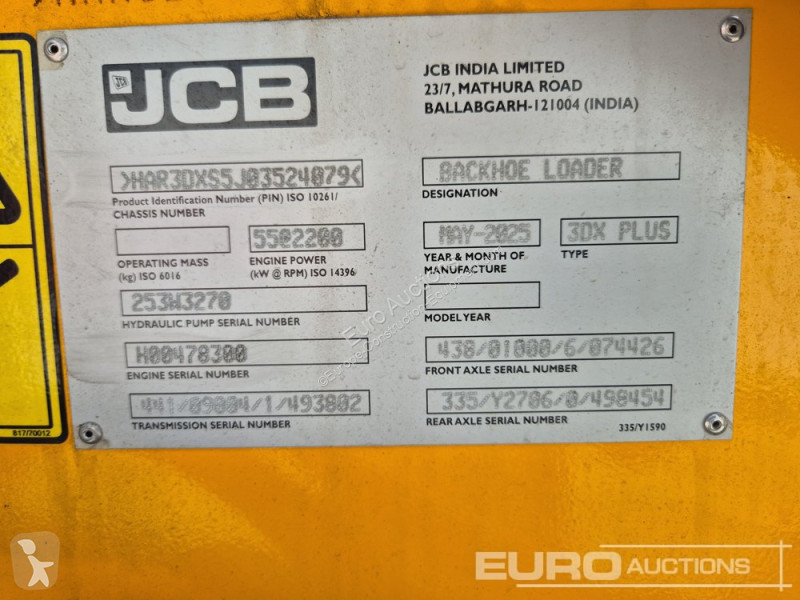 JCB
JCB INDIA LIMITED
23/7, MATHURA ROAD
BALLABGARH-121004 (INDIA)
>HAR3DXS5J03524079<
Product Identification Number (PIN) ISO 10261/
CHASSIS NUMBER
BACKHOE LOADER
DESIGNATION
OPERATING MASS
(kg) ISO 6016
55@2200
ENGINE POWER
(kW @ RPM) ISO 14396
MAY-2025
YEAR & MONTH OF
MANUFACTURE
3DX PLUS
TYPE
253W3270
HYDRAULIC PUMP SERIAL NUMBER
MODEL YEAR
H00478300
ENGINE SERIAL NUMBER
438/01000/6/074426
FRONT AXLE SERIAL NUMBER
441/09004/1/493802
TRANSMISSION SERIAL NUMBER
335/Y2706/0/498454
REAR AXLE SERIAL NUMBER
335/Y1590
817/70012
Euro Auctions
EURO AUCTIONS